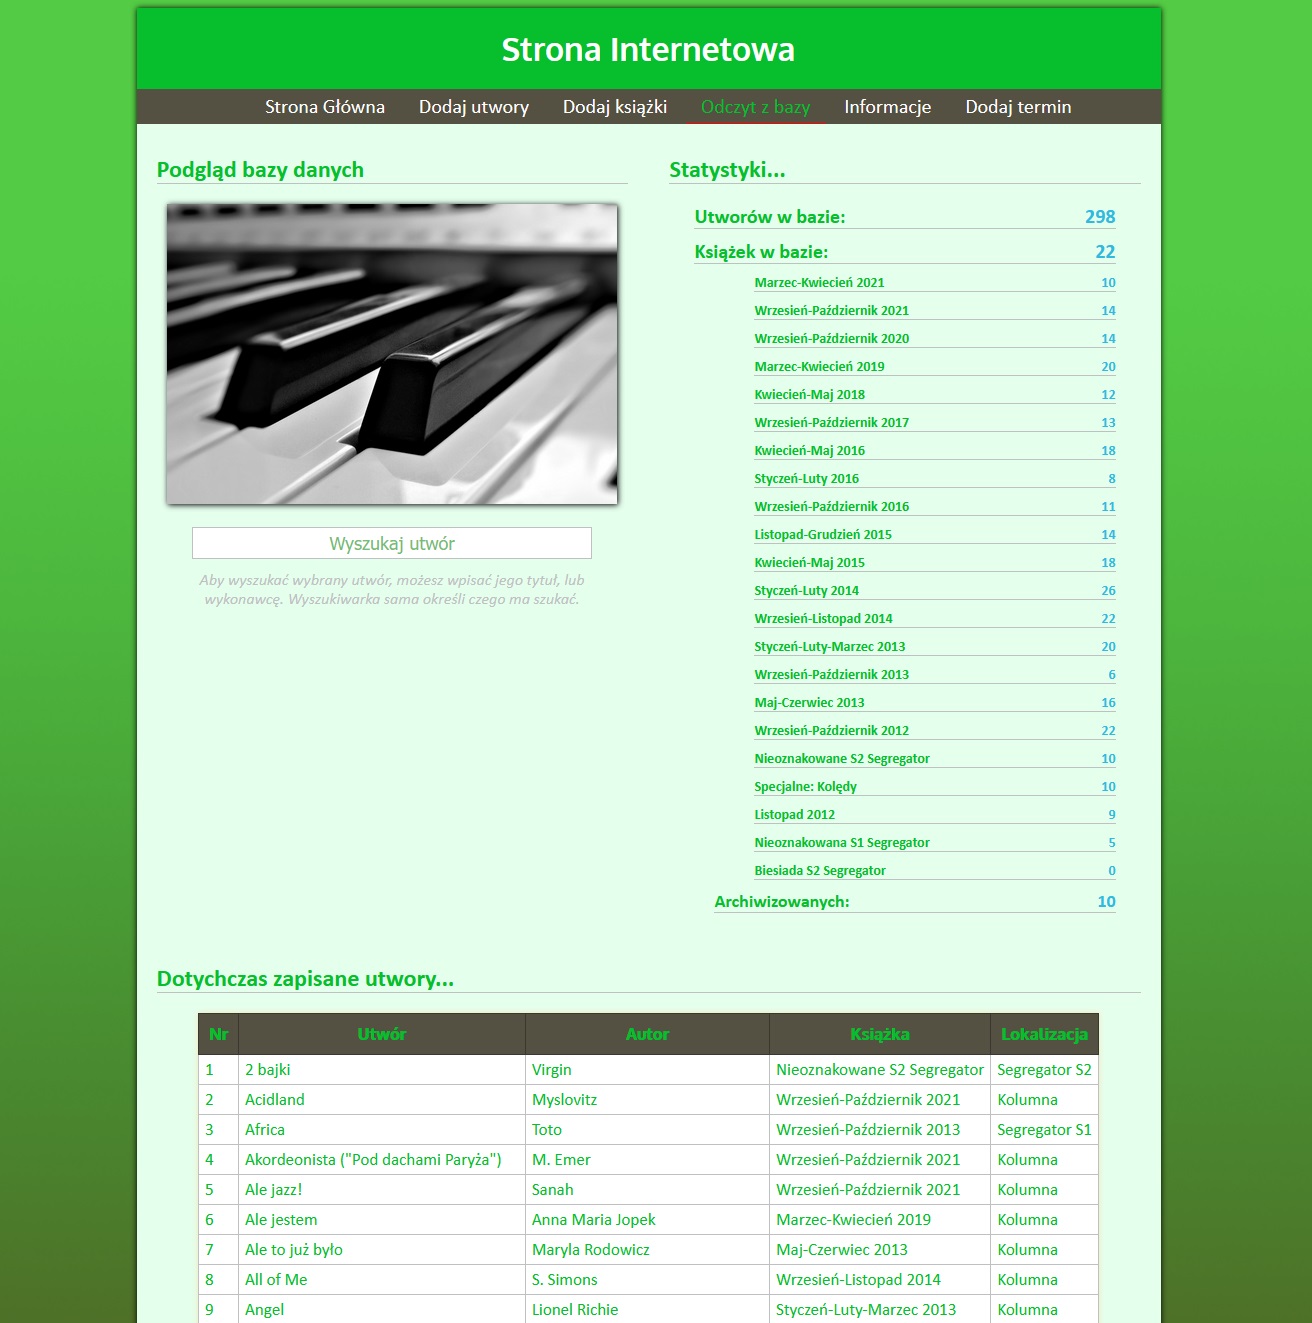 Strona Internetowa
Strona Główna Dodaj utwory Dodaj książki Odczyt z bazy Informacje Dodaj termin
Podgląd bazy danych
Wyszukaj utwór
Aby wyszukać wybrany utwór, możesz wpisać jego tytuł, lub
wykonawcę. Wyszukiwarka sama określi czego ma szukać.
Statystyki...
Utworów w bazie: 298
Książek w bazie: 22
Marzec-Kwiecień 2021 10
Wrzesień-Październik 2021 14
Wrzesień-Październik 2020 14
Marzec-Kwiecień 2019 20
Kwiecień-Maj 2018 12
Wrzesień-Październik 2017 13
Kwiecień-Maj 2016 18
Styczeń-Luty 2016 8
Wrzesień-Październik 2016 11
Listopad-Grudzień 2015 14
Kwiecień-Maj 2015 18
Styczeń-Luty 2014 26
Wrzesień-Listopad 2014 22
Styczeń-Luty-Marzec 2013 20
Wrzesień-Październik 2013 6
Maj-Czerwiec 2013 16
Wrzesień-Październik 2012 22
Nieoznakowane S2 Segregator 10
Specjalne: Kolędy 10
Listopad 2012 9
Nieoznakowana S1 Segregator 5
Biesiada S2 Segregator 0
Archiwizowanych: 10
Dotychczas zapisane utwory...
Nr Utwór Autor Książka Lokalizacja
1 2 bajki Virgin Nieoznakowane S2 Segregator Segregator S2
2 Acidland Myslovitz Wrzesień-Październik 2021 Kolumna
3 Africa Toto Wrzesień-Październik 2013 Segregator S1
4 Akordeonista ("Pod dachami Paryża") M. Emer Wrzesień-Październik 2021 Kolumna
5 Ale jazz! Sanah Wrzesień-Październik 2021 Kolumna
6 Ale jestem Anna Maria Jopek Marzec-Kwiecień 2019 Kolumna
7 Ale to już było Maryla Rodowicz Maj-Czerwiec 2013 Kolumna
8 All of Me S. Simons Wrzesień-Listopad 2014 Kolumna
9 Angel Lionel Richie Styczeń-Luty-Marzec 2013 Kolumna